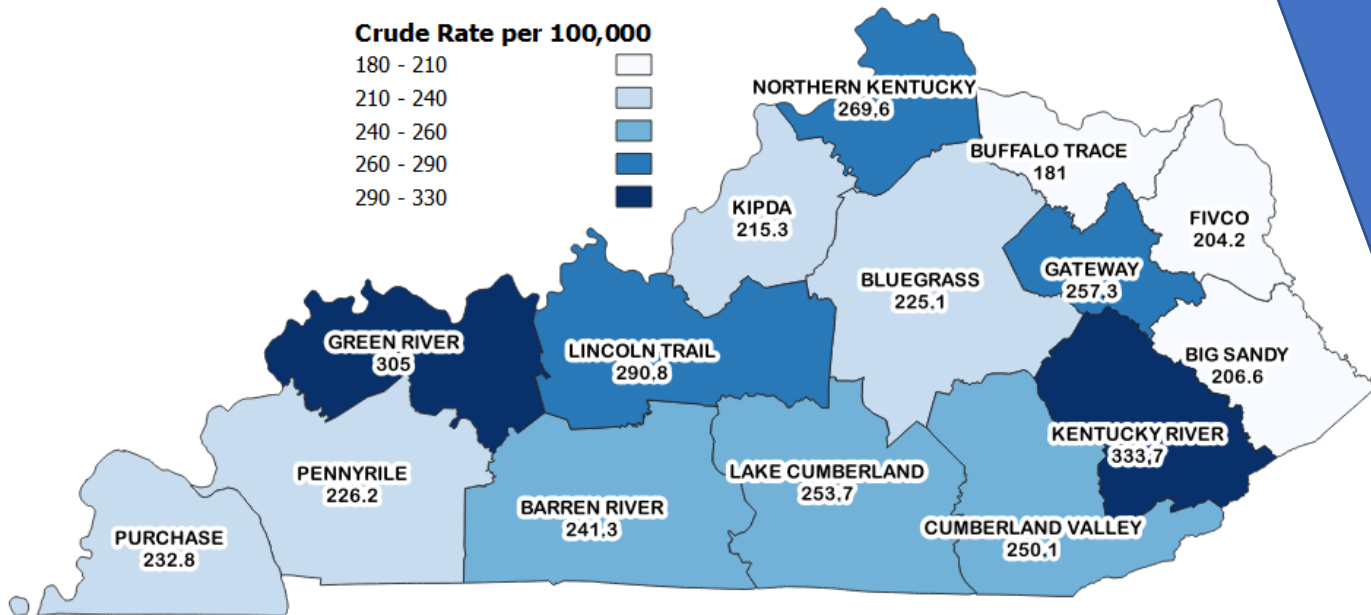 Crude Rate per 100,000
180 - 210
210 - 240
240 - 260
260 - 290
290 - 330
NORTHERN KENTUCKY
269.6
BUFFALO TRACE
181
KIPDA
215.3
FIVCO
204.2
BLUEGRASS
225.1
GATEWAY
257.3
GREEN RIVER
305
LINCOLN TRAIL
290.8
BIG SANDY
206.6
KENTUCKY RIVER
333.7
PENNYRILE
226.2
LAKE CUMBERLAND
253.7
BARREN RIVER
241.3
CUMBERLAND VALLEY
250.1
PURCHASE
232.8